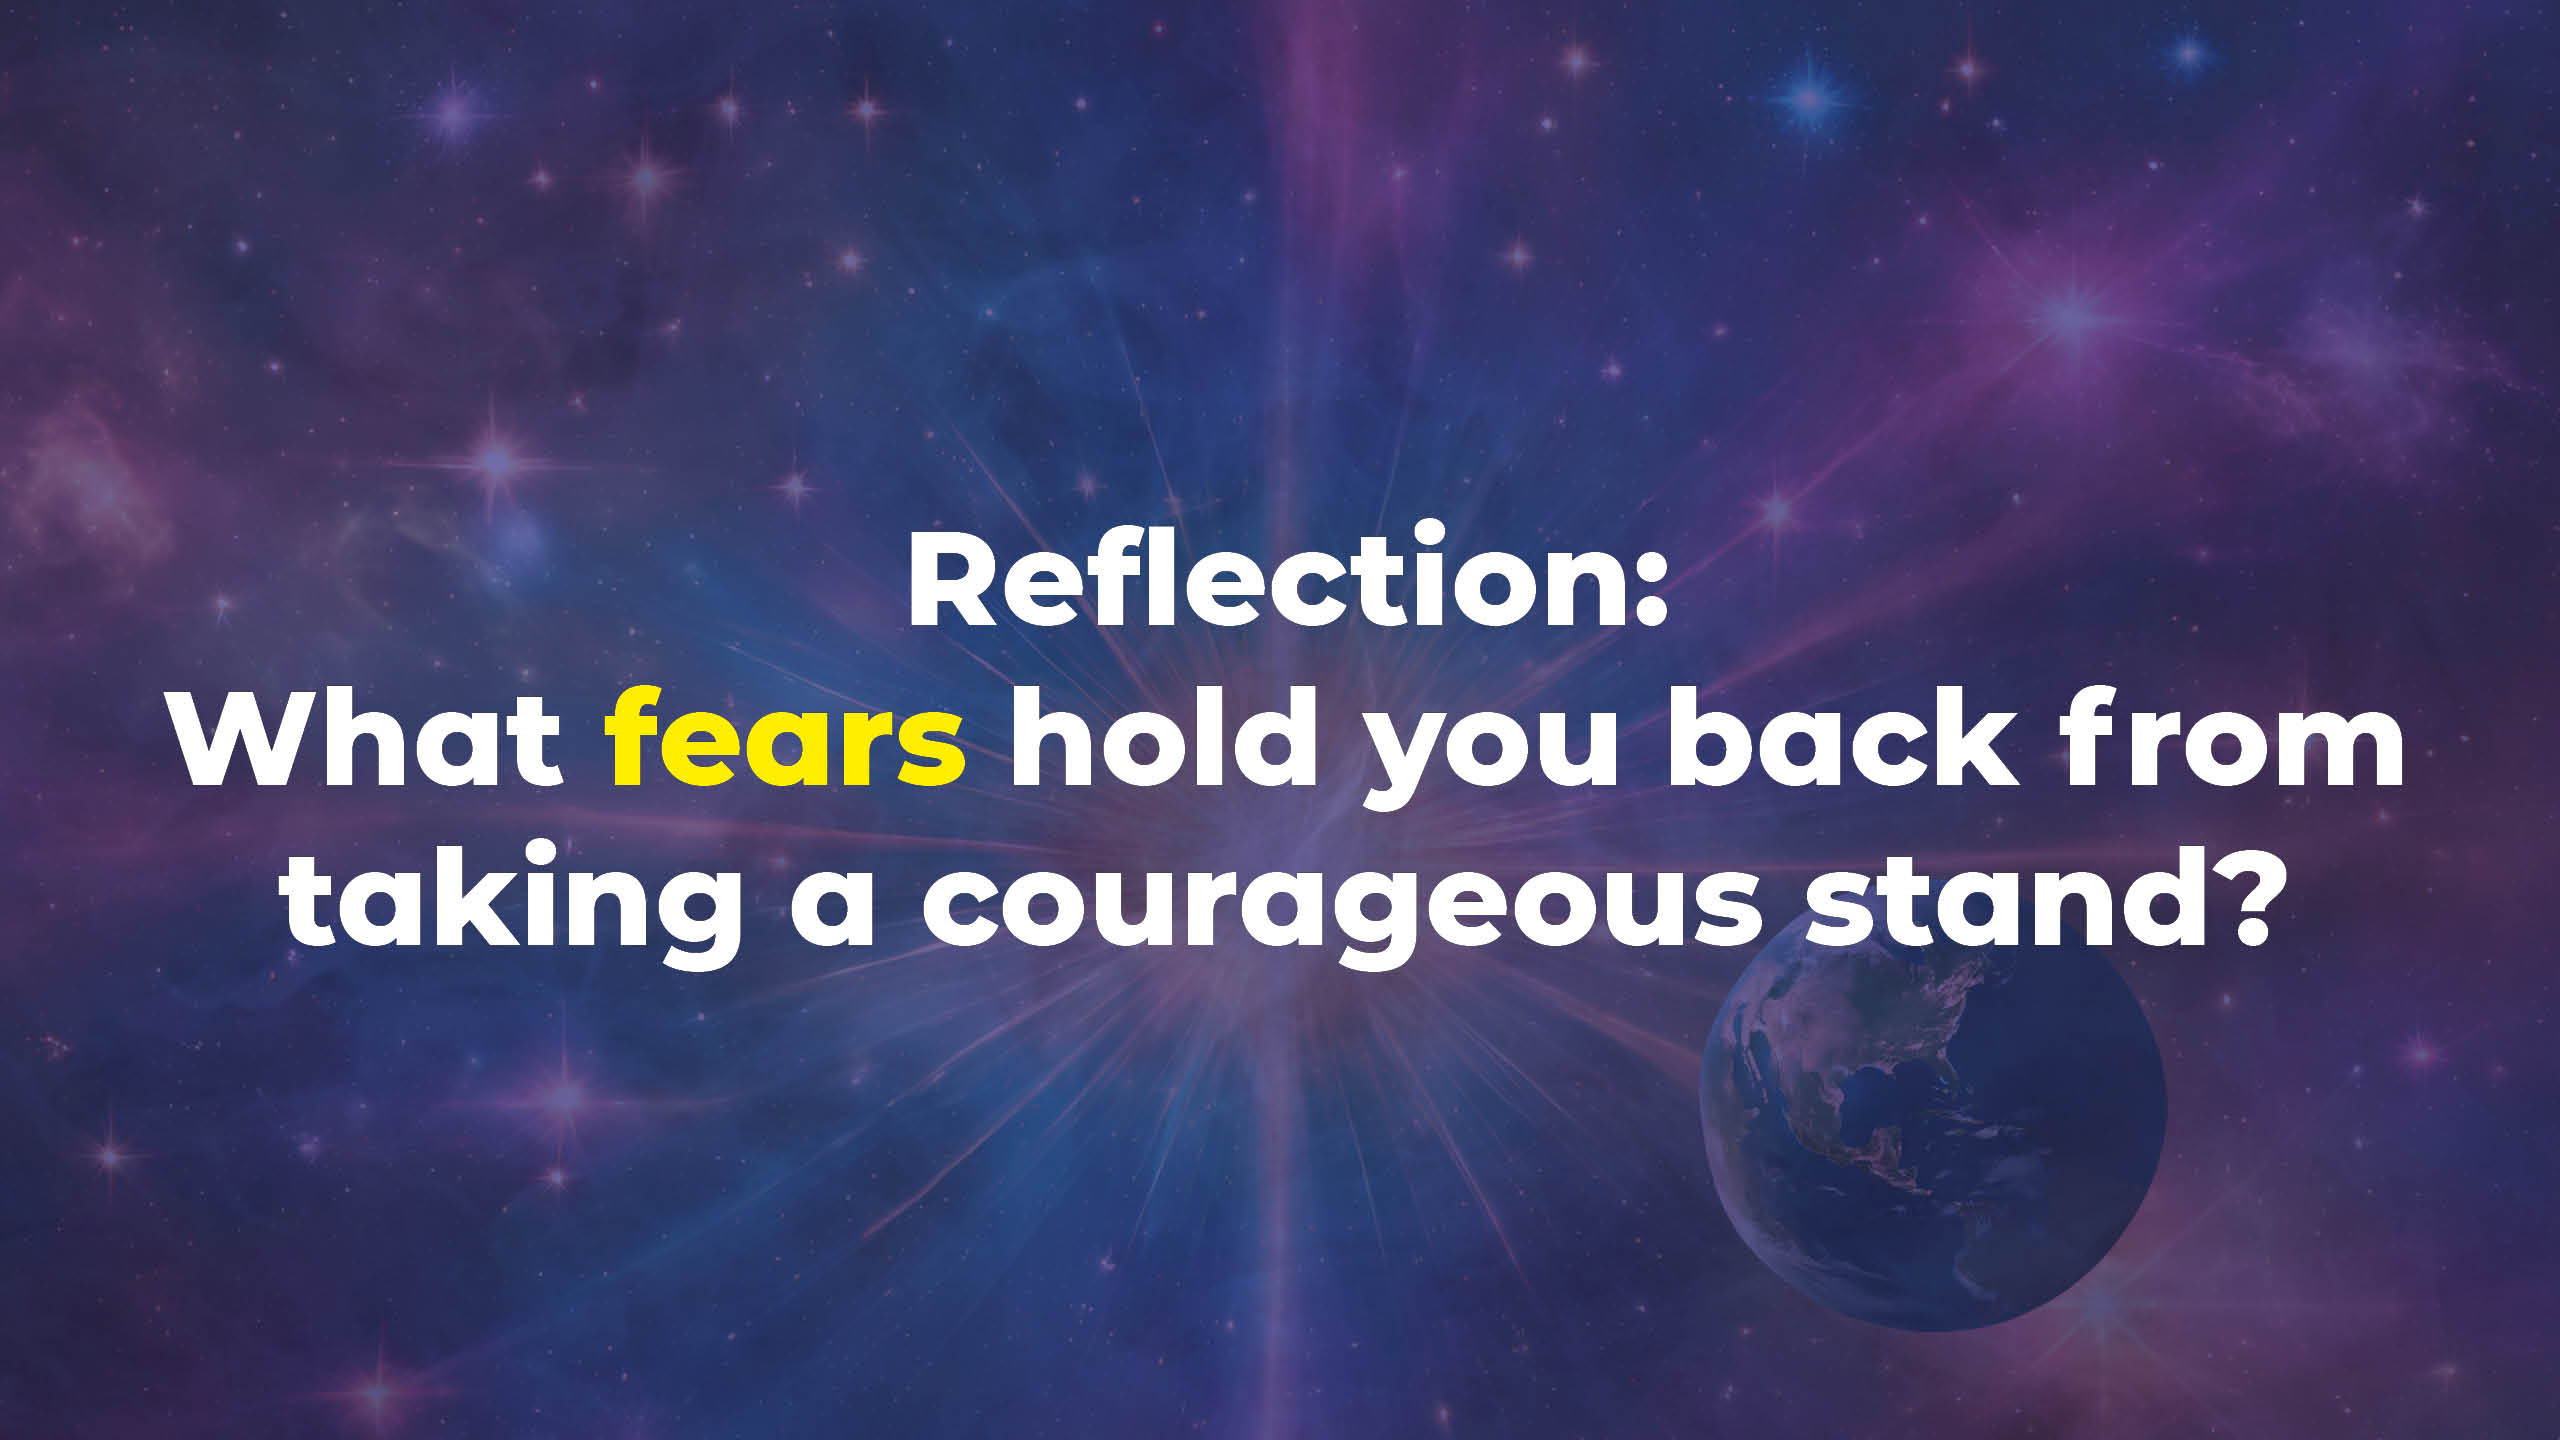 Reflection:
What fears hold you back from
taking a courageous stand?